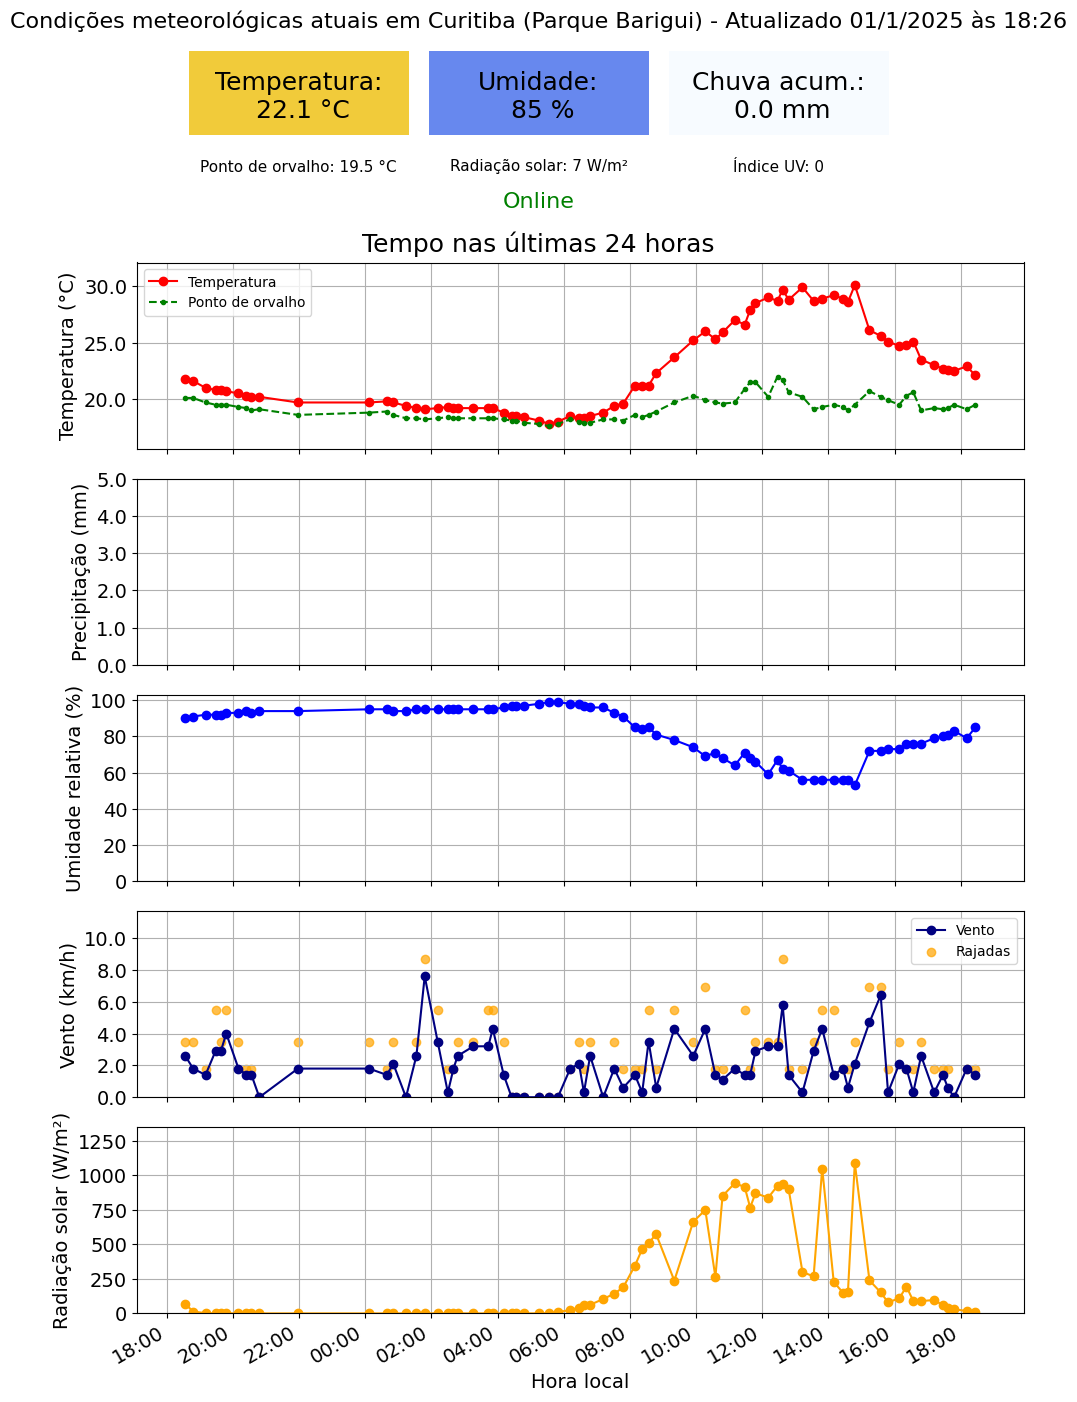 Condições meteorológicas atuais em Curitiba (Parque Barigui) - Atualizado 01/1/2025 às 18:26
Temperatura:
22.1 °C
Umidade:
85 %
Chuva acum.:
0.0 mm
Ponto de orvalho: 19.5 °C
Radiação solar: 7 W/m²
Índice UV: 0
Online
Tempo nas últimas 24 horas
Temperatura (°C)
30.0
25.0
20.0
Temperatura
Ponto de orvalho
Precipitação (mm)
5.0
4.0
3.0
2.0
1.0
0.0
Umidade relativa (%)
100
80
60
40
20
0
Vento (km/h)
10.0
8.0
6.0
4.0
2.0
0.0
Vento
Rajadas
Radiação solar (W/m²)
1250
1000
750
500
250
0
18:00
20:00
22:00
00:00
02:00
04:00
06:00
08:00
10:00
12:00
14:00
16:00
18:00
Hora local